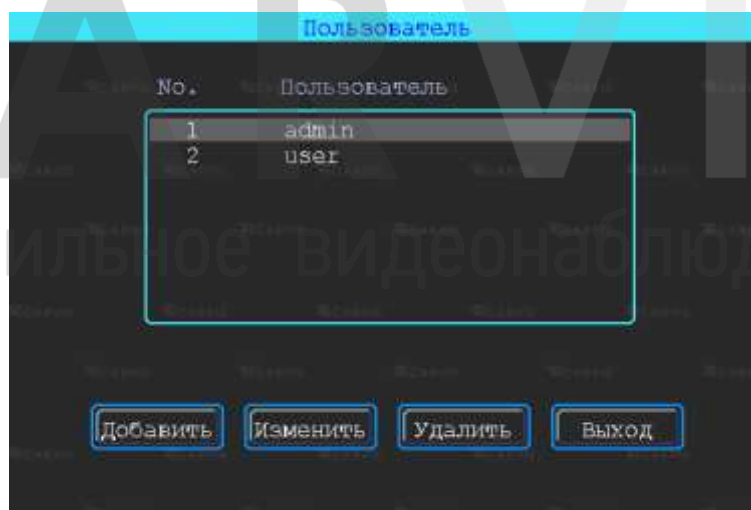 Пользователь
No. Пользователь
1 admin
2 user
Добавить Изменить Удалить Выход